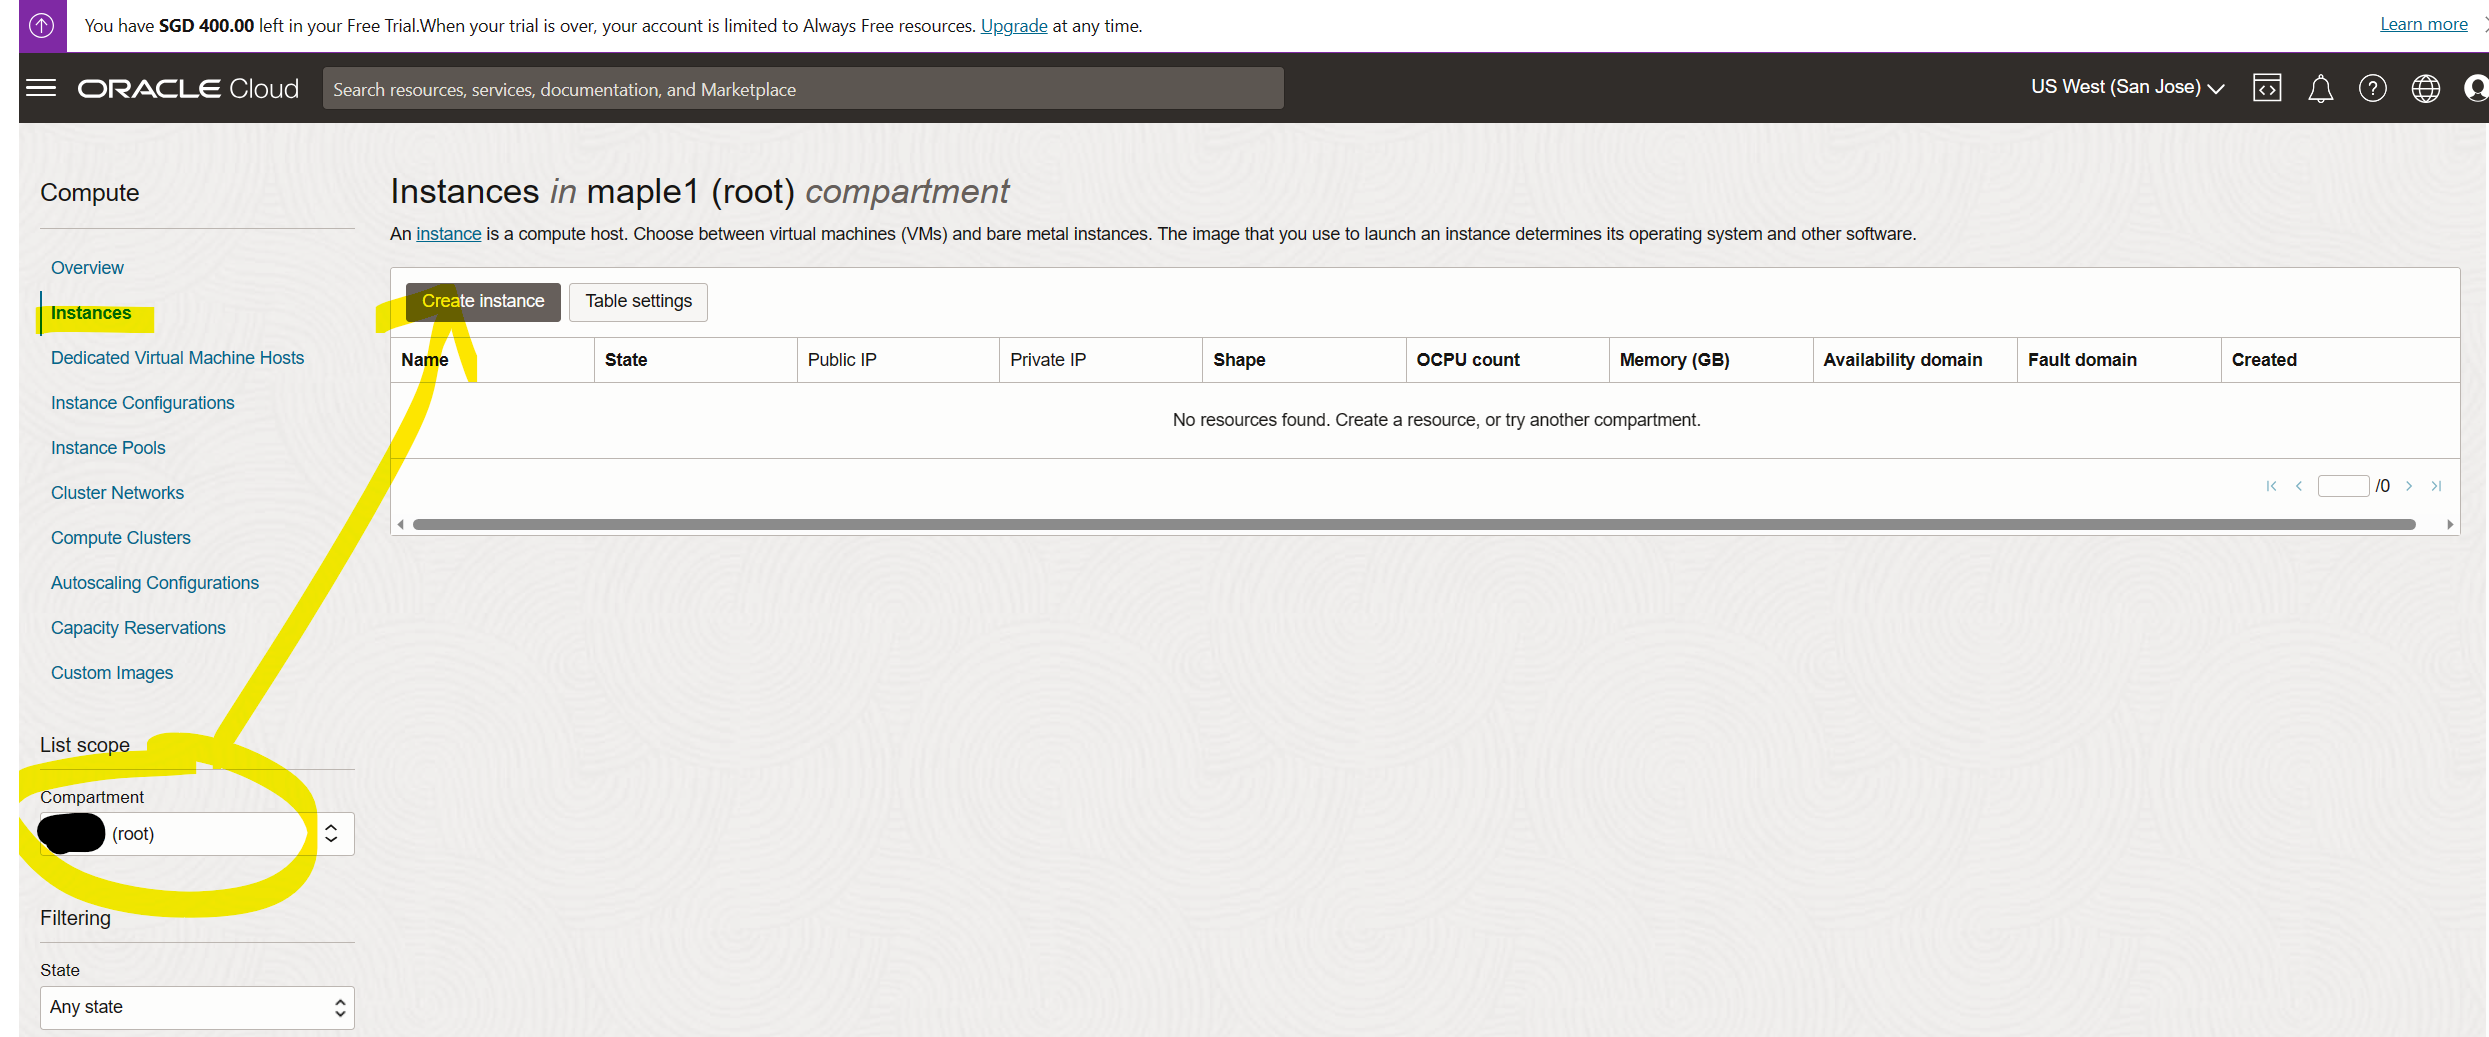 You have SGD 400.00 left in your Free Trial.When your trial is over, your account is limited to Always Free resources. Upgrade at any time.
Learn more
ORACLE Cloud
Search resources, services, documentation, and Marketplace
US West (San Jose)
Compute
Overview
Instances
Dedicated Virtual Machine Hosts
Instance Configurations
Instance Pools
Cluster Networks
Compute Clusters
Autoscaling Configurations
Capacity Reservations
Custom Images
List scope
Compartment
(root)
Filtering
State
Any state
Instances in maple1 (root) compartment
An instance is a compute host. Choose between virtual machines (VMs) and bare metal instances. The image that you use to launch an instance determines its operating system and other software.
Create instance Table settings
Name State Public IP Private IP Shape OCPU count Memory (GB) Availability domain Fault domain Created
No resources found. Create a resource, or try another compartment.
/0